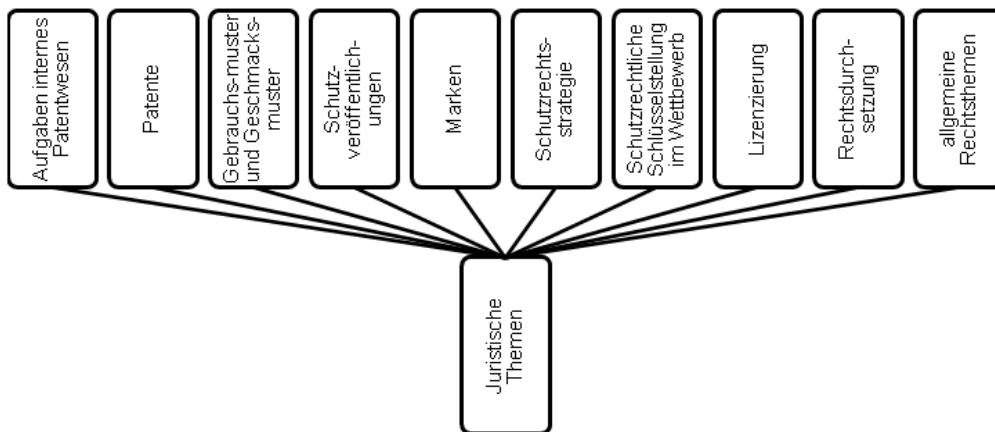 Aufgaben internes
Patentwesen
Patente
Gebrauchs-muster
und Geschmacks-
muster
Schutz-
veröffentlich-
ungen
Marken
Schutzrechts-
strategie
Schutzrechtliche
Schlüsselstellung
im Wettbewerb
Lizenzierung
Rechtsdurch-
setzung
allgemeine
Rechtsthemen
Juristische
Themen